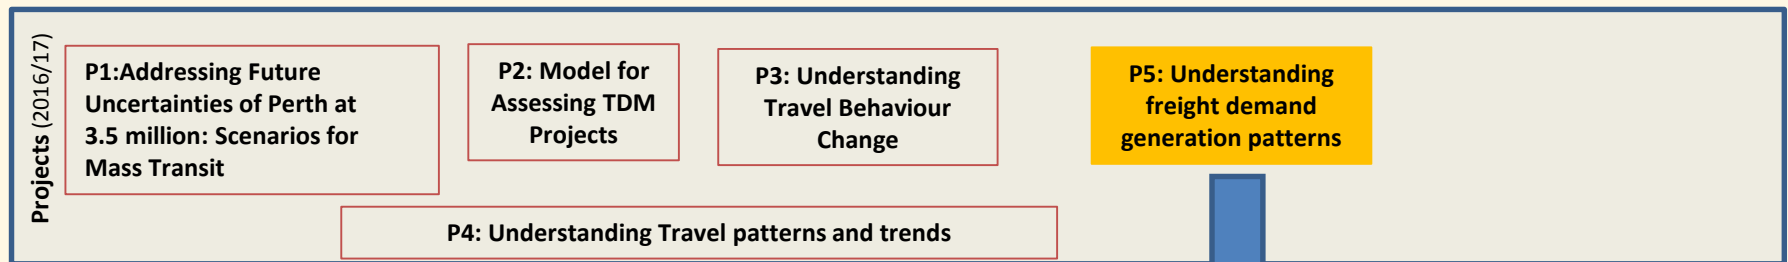 Projects (2016/17)
P1:Addressing Future
Uncertainties of Perth at
3.5 million: Scenarios for
Mass Transit
P2: Model for
Assessing TDM
Projects
P3: Understanding
Travel Behaviour
Change
P5: Understanding
freight demand
generation patterns
P4: Understanding Travel patterns and trends